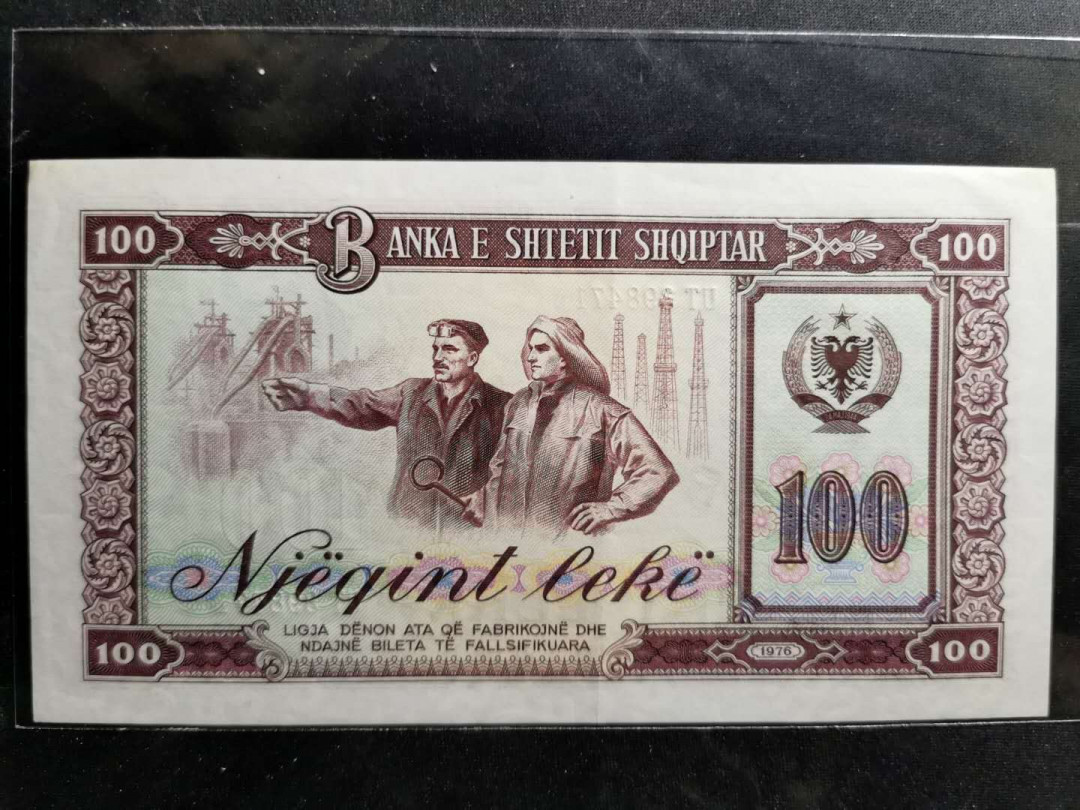 100 BANKA E SHTETIT SHQIPTAR 100
100
Njëqint lekë
LIGJA DËNON ATA QË FABRIKOJNË DHE
NDAJNË BILETA TË FALLSIFIKUARA
100 1976 100